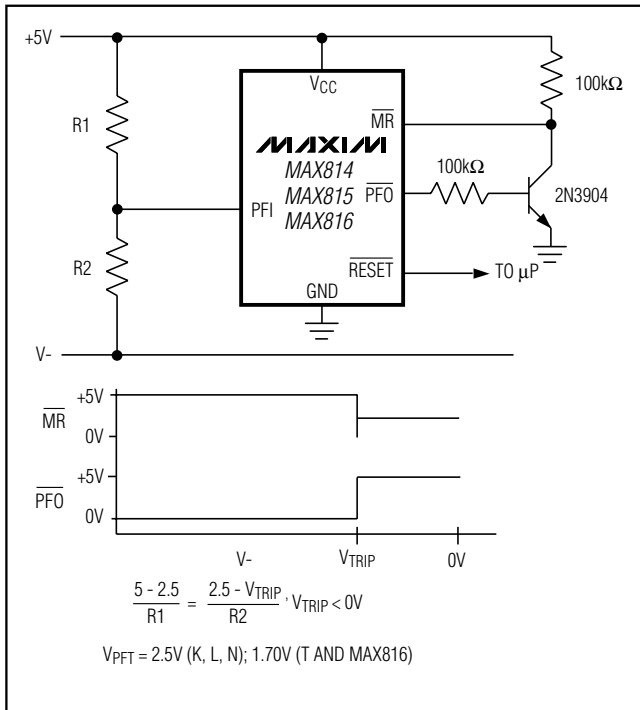 +5V
VCC
100kΩ
R1
MR
MAXIM
MAX814
MAX815
MAX816
100kΩ
PFI
PFO
2N3904
R2
RESET
TO µP
GND
V-
+5V
MR
0V
+5V
PFO
0V
V-
VTRIP
0V
5 - 2.5
R1
=
2.5 - VTRIP
R2
, VTRIP < 0V
VPFT = 2.5V (K, L, N); 1.70V (T AND MAX816)